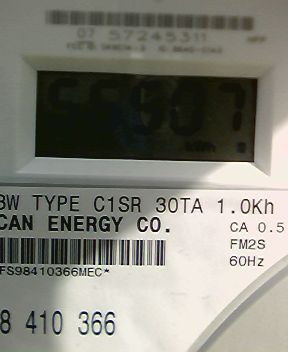 07 57245311
kWh
3W TYPE C1SR 30TA 1.0Kh
CAN ENERGY CO.
CA 0.5
FM2S
60Hz
FS98410366MEC*
8 410 366